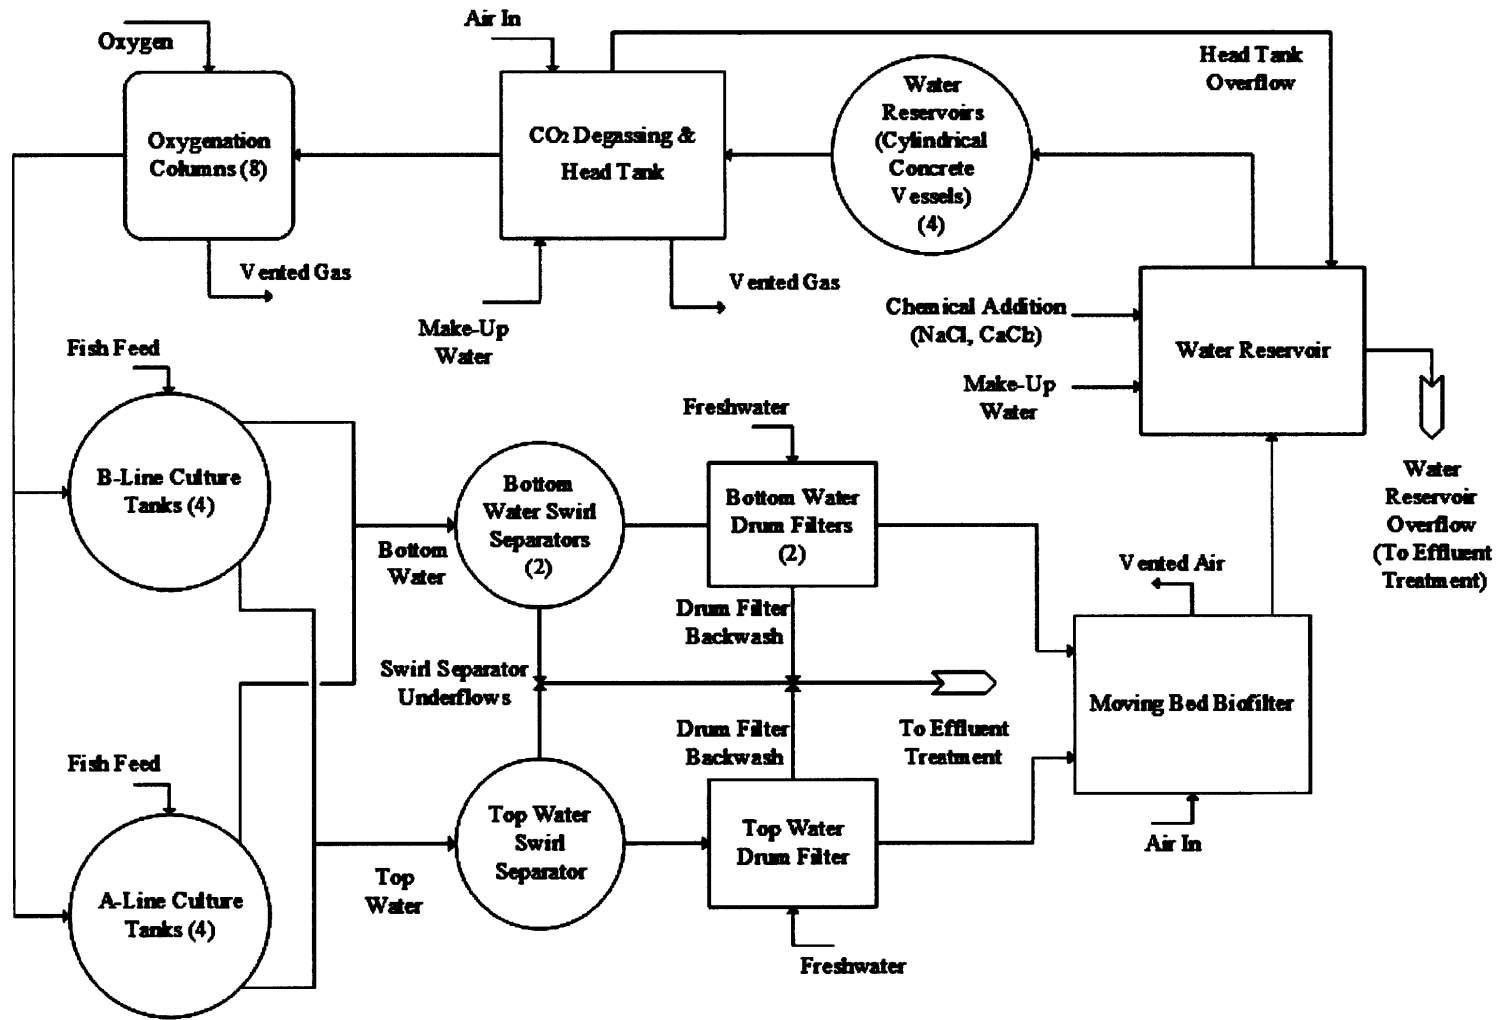 Air In
Oxygen
Head Tank
Overflow
Water
Reservoirs
(Cylindrical
Concrete
Vessels)
(4)
CO₂ Degassing &
Head Tank
Oxygenation
Columns (8)
Vented Gas
Vented Gas
Make-Up
Water
Chemical Addition
(NaCl, CaCl₂)
Water Reservoir
Make-Up
Water
Fish Feed
Freshwater
B-Line Culture
Tanks (4)
Bottom
Water Swirl
Separators
(2)
Bottom Water
Drum Filters
(2)
Water
Reservoir
Overflow
(To Effluent
Treatment)
Bottom
Water
Vented Air
Drum Filter
Backwash
Swirl Separator
Underflows
Moving Bed Biofilter
Drum Filter
Backwash
To Effluent
Treatment
Fish Feed
Top Water
Swirl
Separator
Top Water
Drum Filter
Air In
A-Line Culture
Tanks (4)
Top
Water
Freshwater